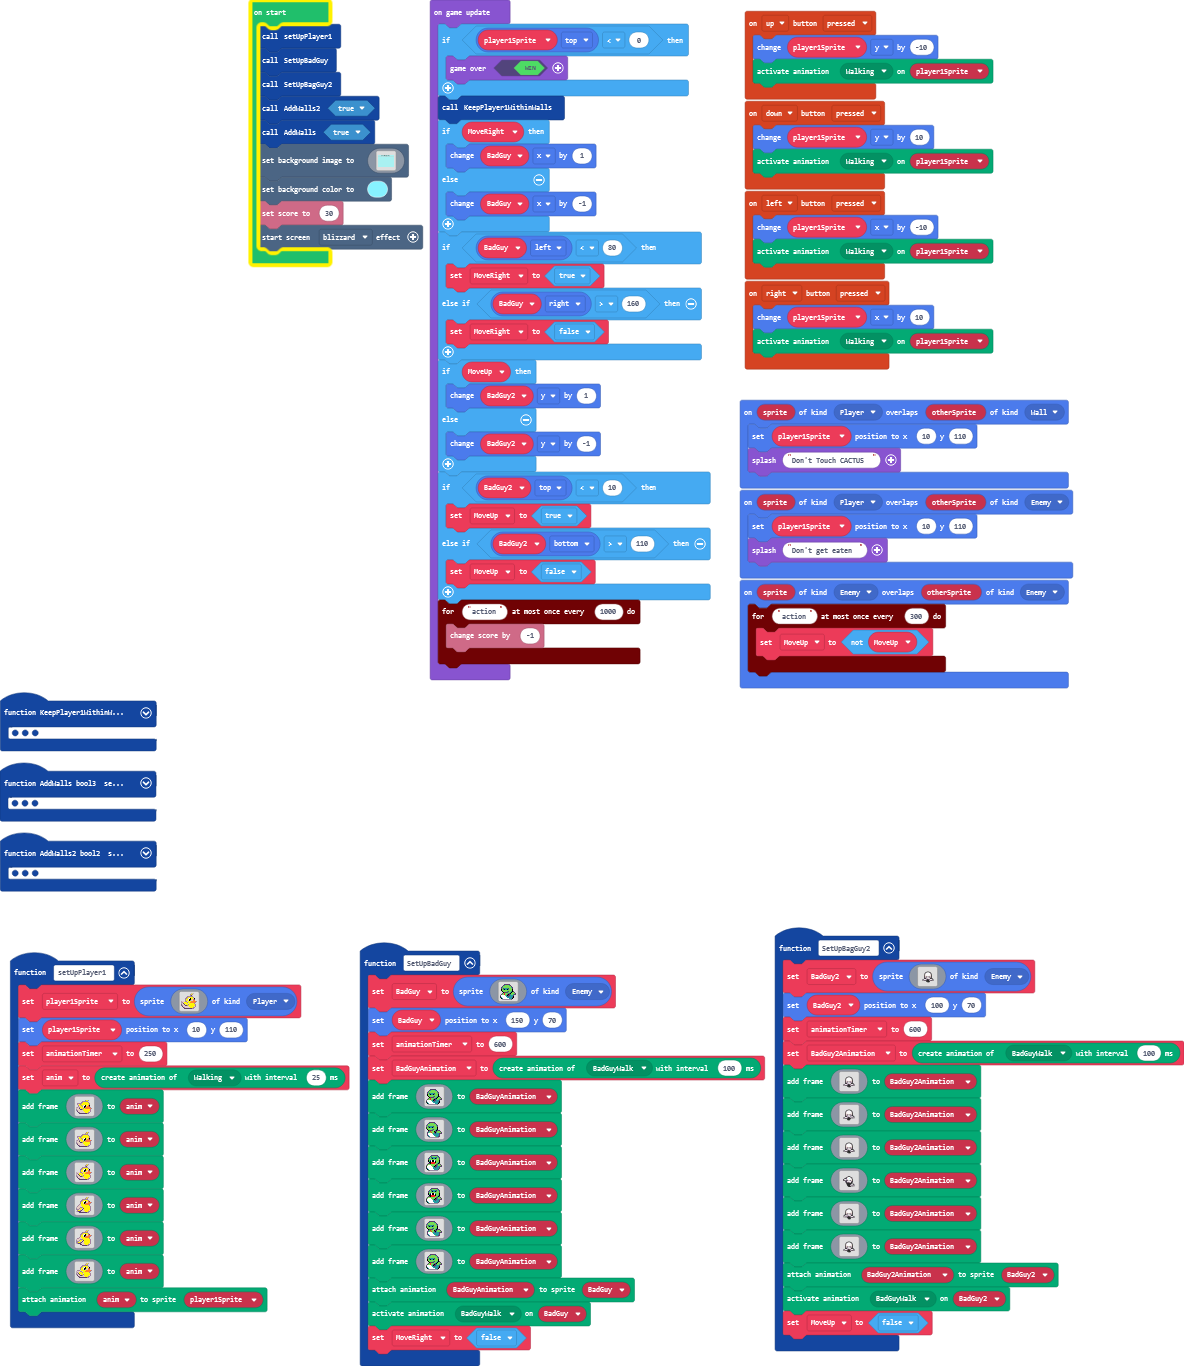 on start
call setUpPlayer1
call SetUpBadGuy
call SetUpBagGuy2
call AddWalls2 true
call AddWalls true
set background image to
set background color to
set score to 30
start screen blizzard effect
on game update
if player1Sprite top < 0 then
game over WIN
call KeepPlayer1WithinWalls
if MoveRight then
change BadGuy x by 1
else
change BadGuy x by -1
if BadGuy left < 80 then
set MoveRight to true
else if BadGuy right > 160 then
set MoveRight to false
if MoveUp then
change BadGuy2 y by 1
else
change BadGuy2 y by -1
if BadGuy2 top < 10 then
set MoveUp to true
else if BadGuy2 bottom > 110 then
set MoveUp to false
for "action" at most once every 1000 do
change score by -1
on up button pressed
change player1Sprite y by -10
activate animation Walking on player1Sprite
on down button pressed
change player1Sprite y by 10
activate animation Walking on player1Sprite
on left button pressed
change player1Sprite x by -10
activate animation Walking on player1Sprite
on right button pressed
change player1Sprite x by 10
activate animation Walking on player1Sprite
on sprite of kind Player overlaps otherSprite of kind Wall
set player1Sprite position to x 10 y 110
splash "Don't Touch CACTUS "
on sprite of kind Player overlaps otherSprite of kind Enemy
set player1Sprite position to x 10 y 110
splash "Don't get eaten "
on sprite of kind Enemy overlaps otherSprite of kind Enemy
for "action" at most once every 300 do
set MoveUp to not MoveUp
function KeepPlayer1WithinW...
function AddWalls bool3 se...
function AddWalls2 bool2 s...
function setUpPlayer1
set player1Sprite to sprite of kind Player
set player1Sprite position to x 10 y 110
set animationTimer to 250
set anim to create animation of Walking with interval 25 ms
add frame to anim
add frame to anim
add frame to anim
add frame to anim
add frame to anim
add frame to anim
attach animation anim to sprite player1Sprite
function SetUpBadGuy
set BadGuy to sprite of kind Enemy
set BadGuy position to x 150 y 70
set animationTimer to 600
set BadGuyAnimation to create animation of BadGuyWalk with interval 100 ms
add frame to BadGuyAnimation
add frame to BadGuyAnimation
add frame to BadGuyAnimation
add frame to BadGuyAnimation
add frame to BadGuyAnimation
add frame to BadGuyAnimation
attach animation BadGuyAnimation to sprite BadGuy
activate animation BadGuyWalk on BadGuy
set MoveRight to false
function SetUpBagGuy2
set BadGuy2 to sprite of kind Enemy
set BadGuy2 position to x 100 y 70
set animationTimer to 600
set BadGuy2Animation to create animation of BadGuyWalk with interval 100 ms
add frame to BadGuy2Animation
add frame to BadGuy2Animation
add frame to BadGuy2Animation
add frame to BadGuy2Animation
add frame to BadGuy2Animation
add frame to BadGuy2Animation
attach animation BadGuy2Animation to sprite BadGuy2
activate animation BadGuyWalk on BadGuy2
set MoveUp to false